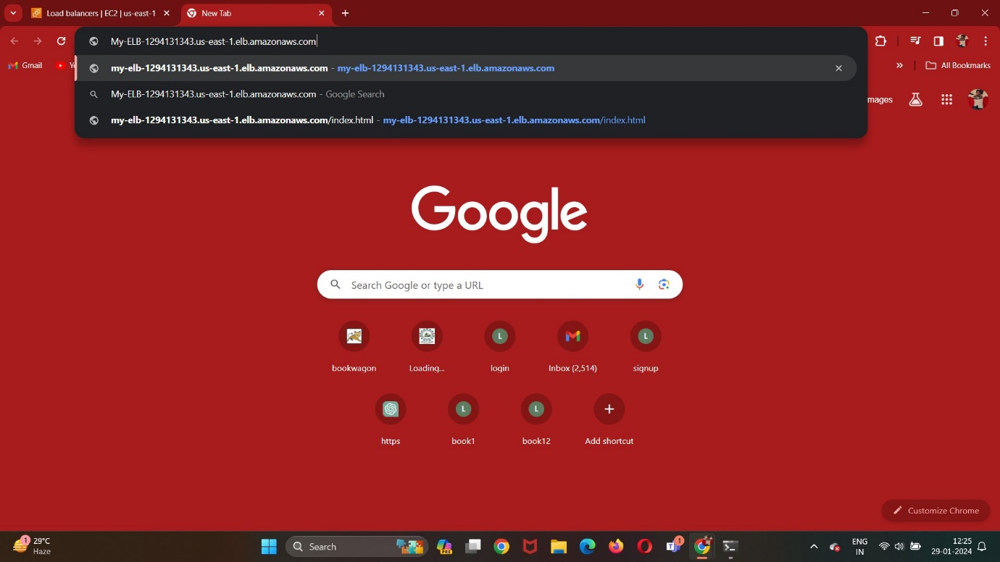 Load balancers | EC2 | us-east-1
New Tab
My-ELB-1294131343.us-east-1.elb.amazonaws.com
Gmail
All Bookmarks
my-elb-1294131343.us-east-1.elb.amazonaws.com - my-elb-1294131343.us-east-1.elb.amazonaws.com
My-ELB-1294131343.us-east-1.elb.amazonaws.com - Google Search
mages
my-elb-1294131343.us-east-1.elb.amazonaws.com/index.html - my-elb-1294131343.us-east-1.elb.amazonaws.com/index.html
Google
Search Google or type a URL
L
L
bookwagon
Loading...
login
Inbox (2,514)
signup
L
L
https
book1
book12
Add shortcut
Customize Chrome
1
29°C
Haze
Search
PRE
1
ENG
IN
12:25
29-01-2024